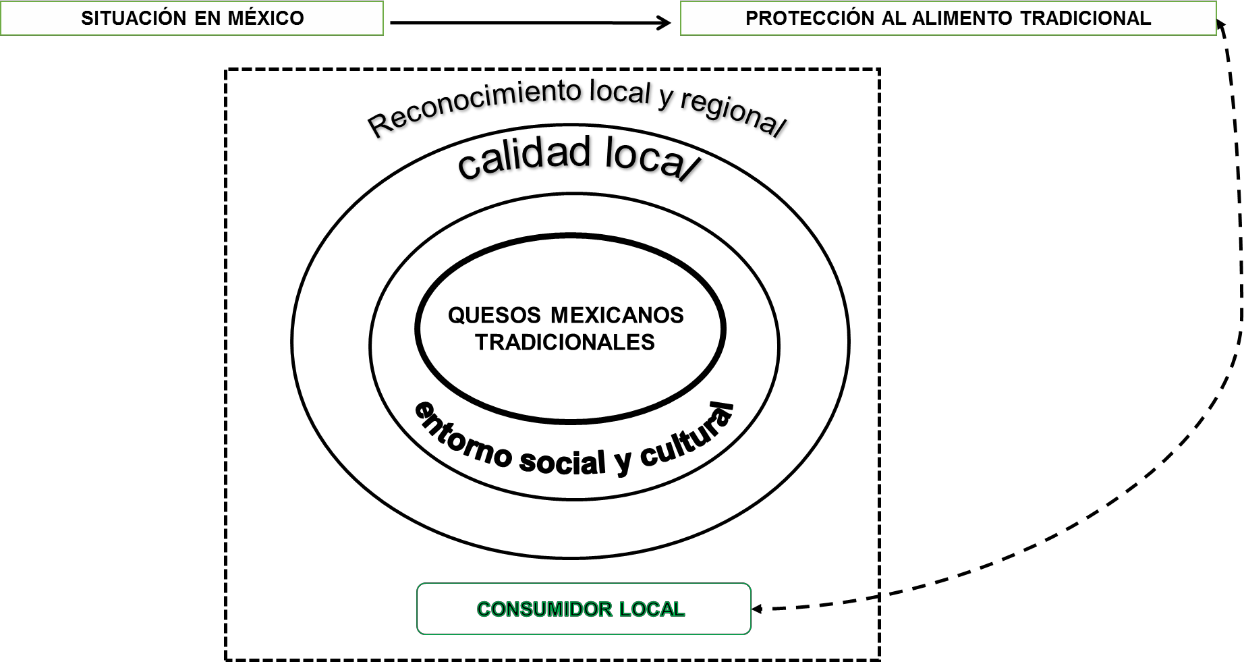 SITUACIÓN EN MÉXICO
PROTECCIÓN AL ALIMENTO TRADICIONAL
Reconocimiento local y regional
calidad local
QUESOS MEXICANOS
TRADICIONALES
entorno social y cultural
CONSUMIDOR LOCAL